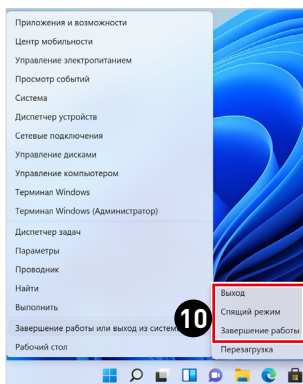 Приложения и возможности
Центр мобильности
Управление электропитанием
Просмотр событий
Система
Диспетчер устройств
Сетевые подключения
Управление дисками
Управление компьютером
Терминал Windows
Терминал Windows (Администратор)
Диспетчер задач
Параметры
Проводник
Найти
Выполнить
Завершение работы или выход из систем
Рабочий стол
10
Выход
Спящий режим
Завершение работы
Перезагрузка